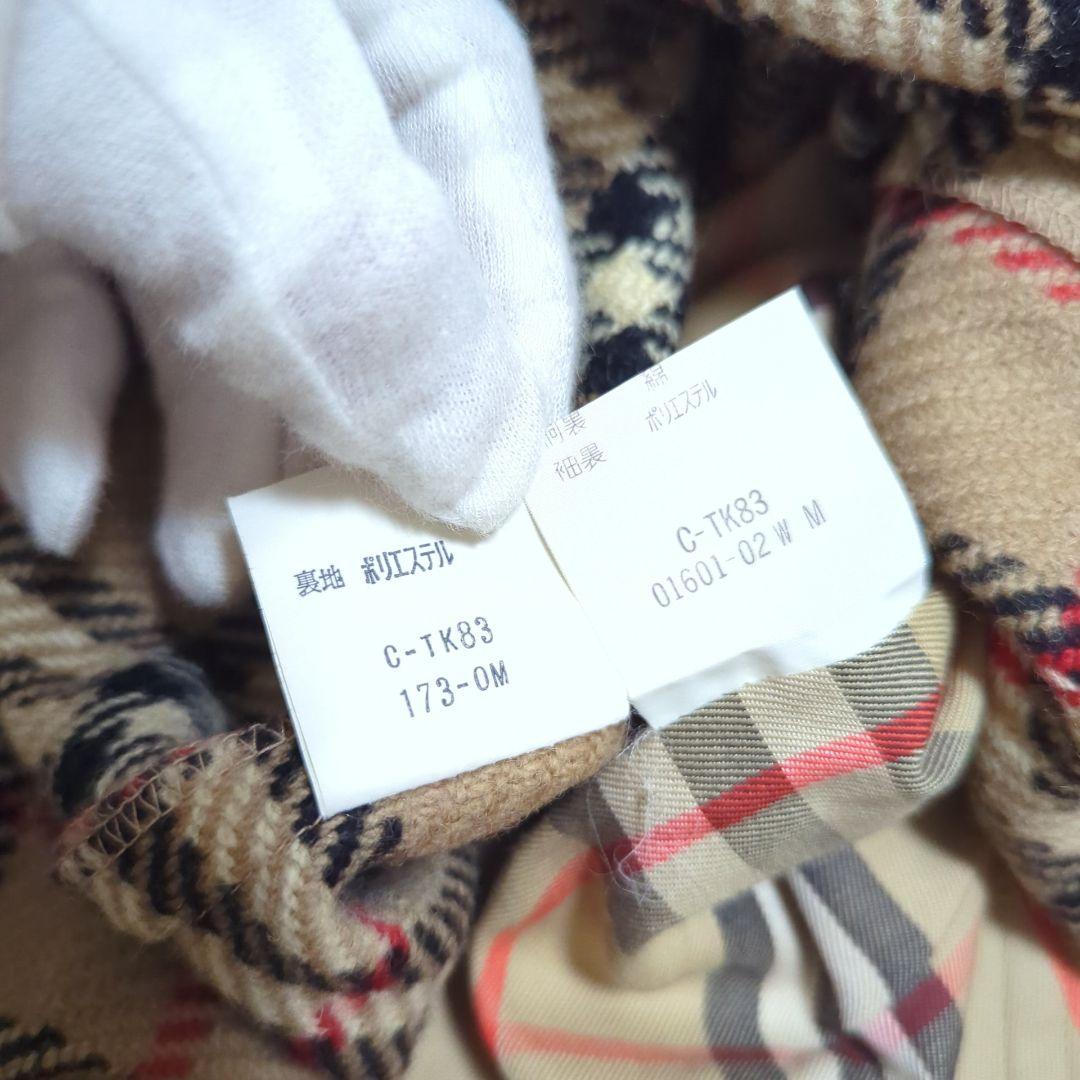 裏地 ポリエステル
C-TK83
173-0M
綿
胴裏 ポリエステル
袖裏
C-TK83
01601-02 W M